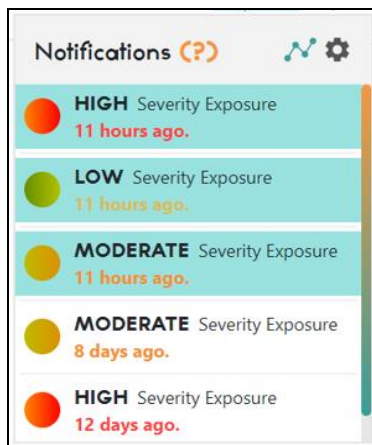 Notifications (?)
HIGH Severity Exposure
11 hours ago.
LOW Severity Exposure
11 hours ago.
MODERATE Severity Exposure
11 hours ago.
MODERATE Severity Exposure
8 days ago.
HIGH Severity Exposure
12 days ago.